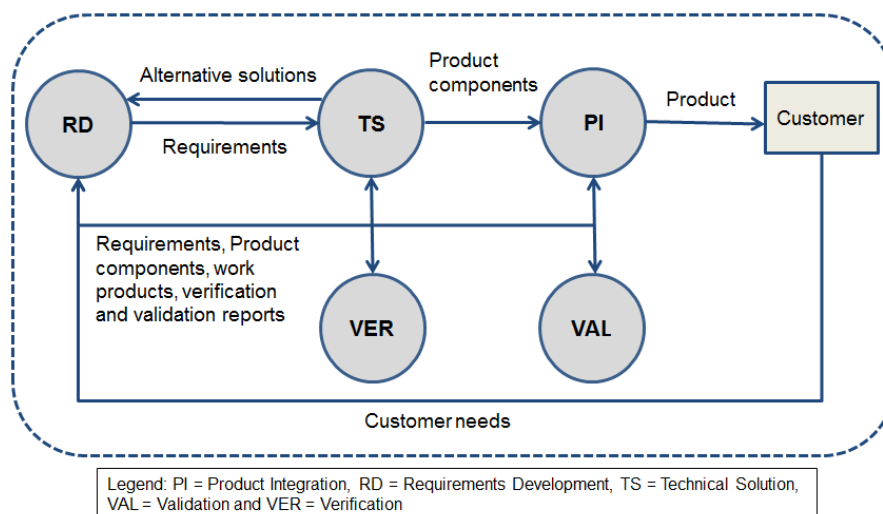 Alternative solutions
Product
components
Product
RD
TS
PI
Customer
Requirements
Requirements, Product
components, work
products, verification
and validation reports
VER
VAL
Customer needs
Legend: PI = Product Integration, RD = Requirements Development, TS = Technical Solution,
VAL = Validation and VER = Verification